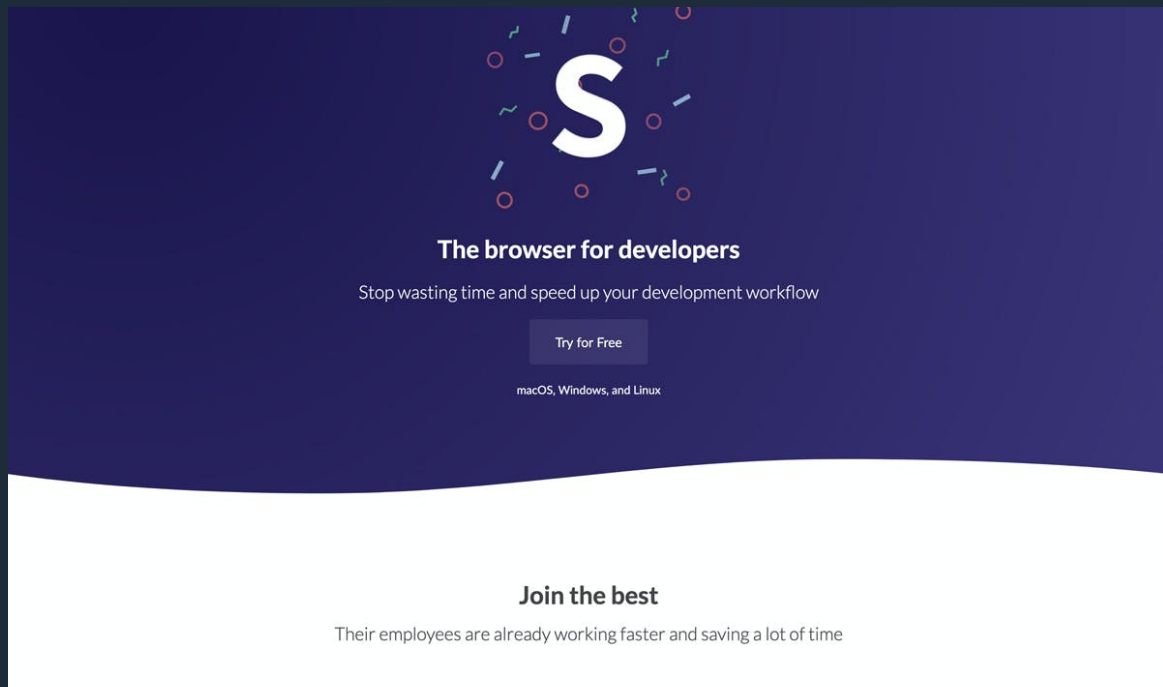 S
The browser for developers
Stop wasting time and speed up your development workflow
Try for Free
macOS, Windows, and Linux
Join the best
Their employees are already working faster and saving a lot of time